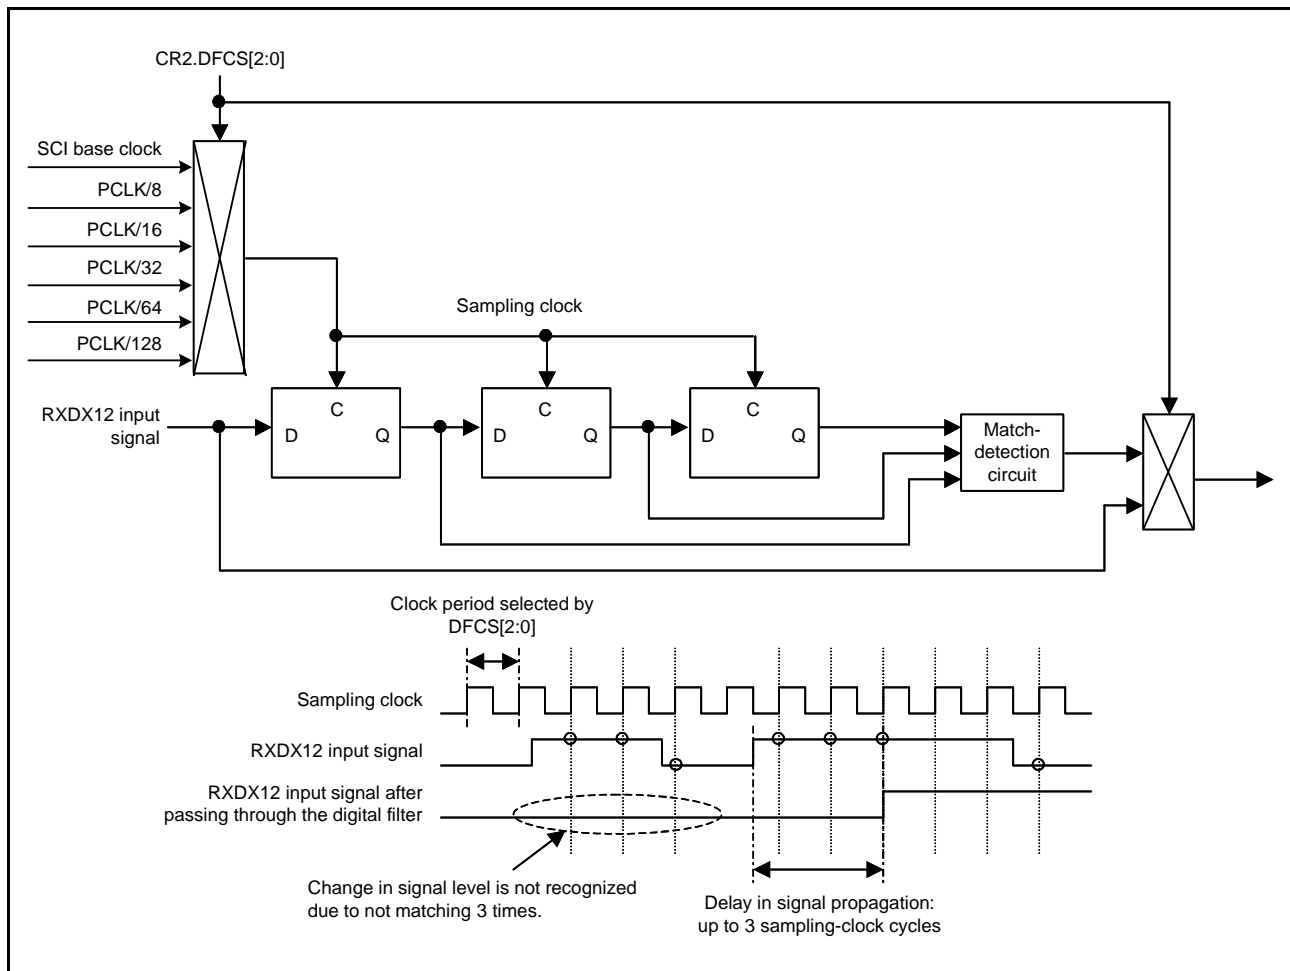 CR2.DFCS[2:0]
SCI base clock
PCLK/8
PCLK/16
PCLK/32
PCLK/64
PCLK/128
Sampling clock
RXDX12 input
signal
C
D
Q
C
D
Q
C
D
Q
Match-
detection
circuit
Clock period selected by
DFCS[2:0]
Sampling clock
RXDX12 input signal
RXDX12 input signal after
passing through the digital filter
Change in signal level is not recognized
due to not matching 3 times.
Delay in signal propagation:
up to 3 sampling-clock cycles